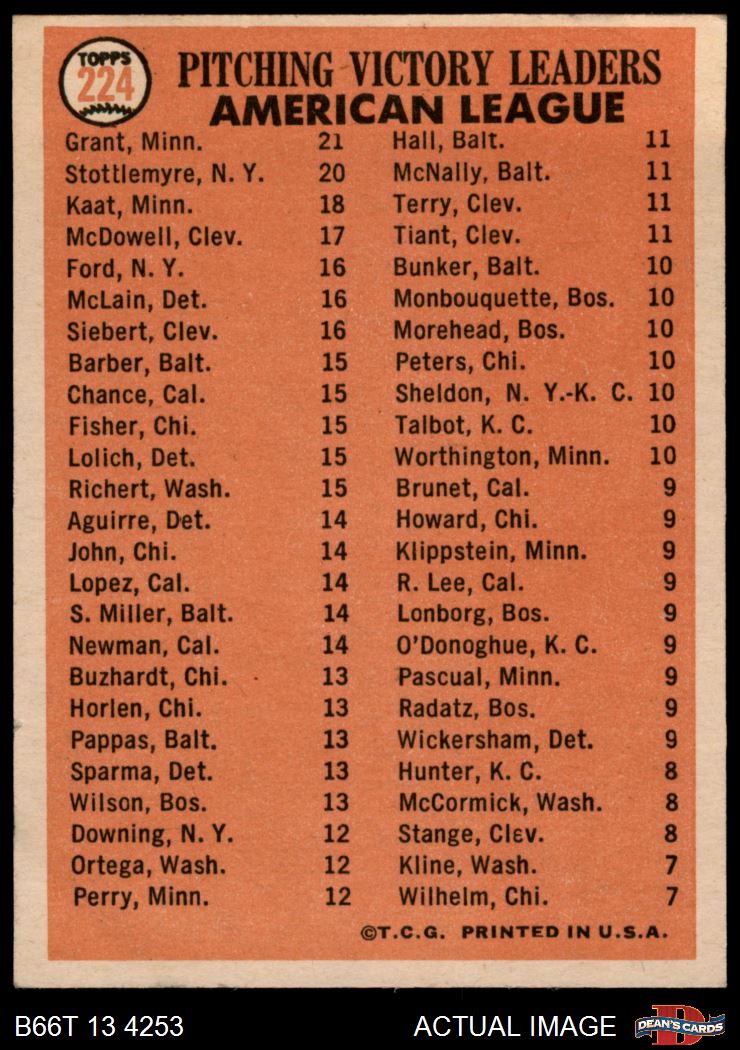 TOPPS
224
PITCHING VICTORY LEADERS
AMERICAN LEAGUE
Grant, Minn. 21
Stottlemyre, N. Y. 20
Kaat, Minn. 18
McDowell, Clev. 17
Ford, N. Y. 16
McLain, Det. 16
Siebert, Clev. 16
Barber, Balt. 15
Chance, Cal. 15
Fisher, Chi. 15
Lolich, Det. 15
Richert, Wash. 15
Aguirre, Det. 14
John, Chi. 14
Lopez, Cal. 14
S. Miller, Balt. 14
Newman, Cal. 14
Buzhardt, Chi. 13
Horlen, Chi. 13
Pappas, Balt. 13
Sparma, Det. 13
Wilson, Bos. 13
Downing, N. Y. 12
Ortega, Wash. 12
Perry, Minn. 12
Hall, Balt. 11
McNally, Balt. 11
Terry, Clev. 11
Tiant, Clev. 11
Bunker, Balt. 10
Monbouquette, Bos. 10
Morehead, Bos. 10
Peters, Chi. 10
Sheldon, N. Y.-K. C. 10
Talbot, K. C. 10
Worthington, Minn. 10
Brunet, Cal. 9
Howard, Chi. 9
Klippstein, Minn. 9
R. Lee, Cal. 9
Lonborg, Bos. 9
O'Donoghue, K. C. 9
Pascual, Minn. 9
Radatz, Bos. 9
Wickersham, Det. 9
Hunter, K. C. 8
McCormick, Wash. 8
Stange, Clev. 8
Kline, Wash. 7
Wilhelm, Chi. 7
©T.C.G. PRINTED IN U.S.A.
B66T 13 4253
ACTUAL IMAGE
D
DEAN'S CARDS